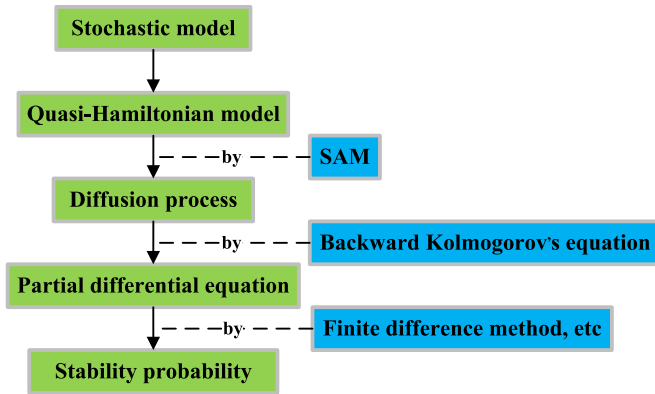 Stochastic model
Quasi-Hamiltonian model
by
SAM
Diffusion process
by
Backward Kolmogorov's equation
Partial differential equation
by
Finite difference method, etc
Stability probability